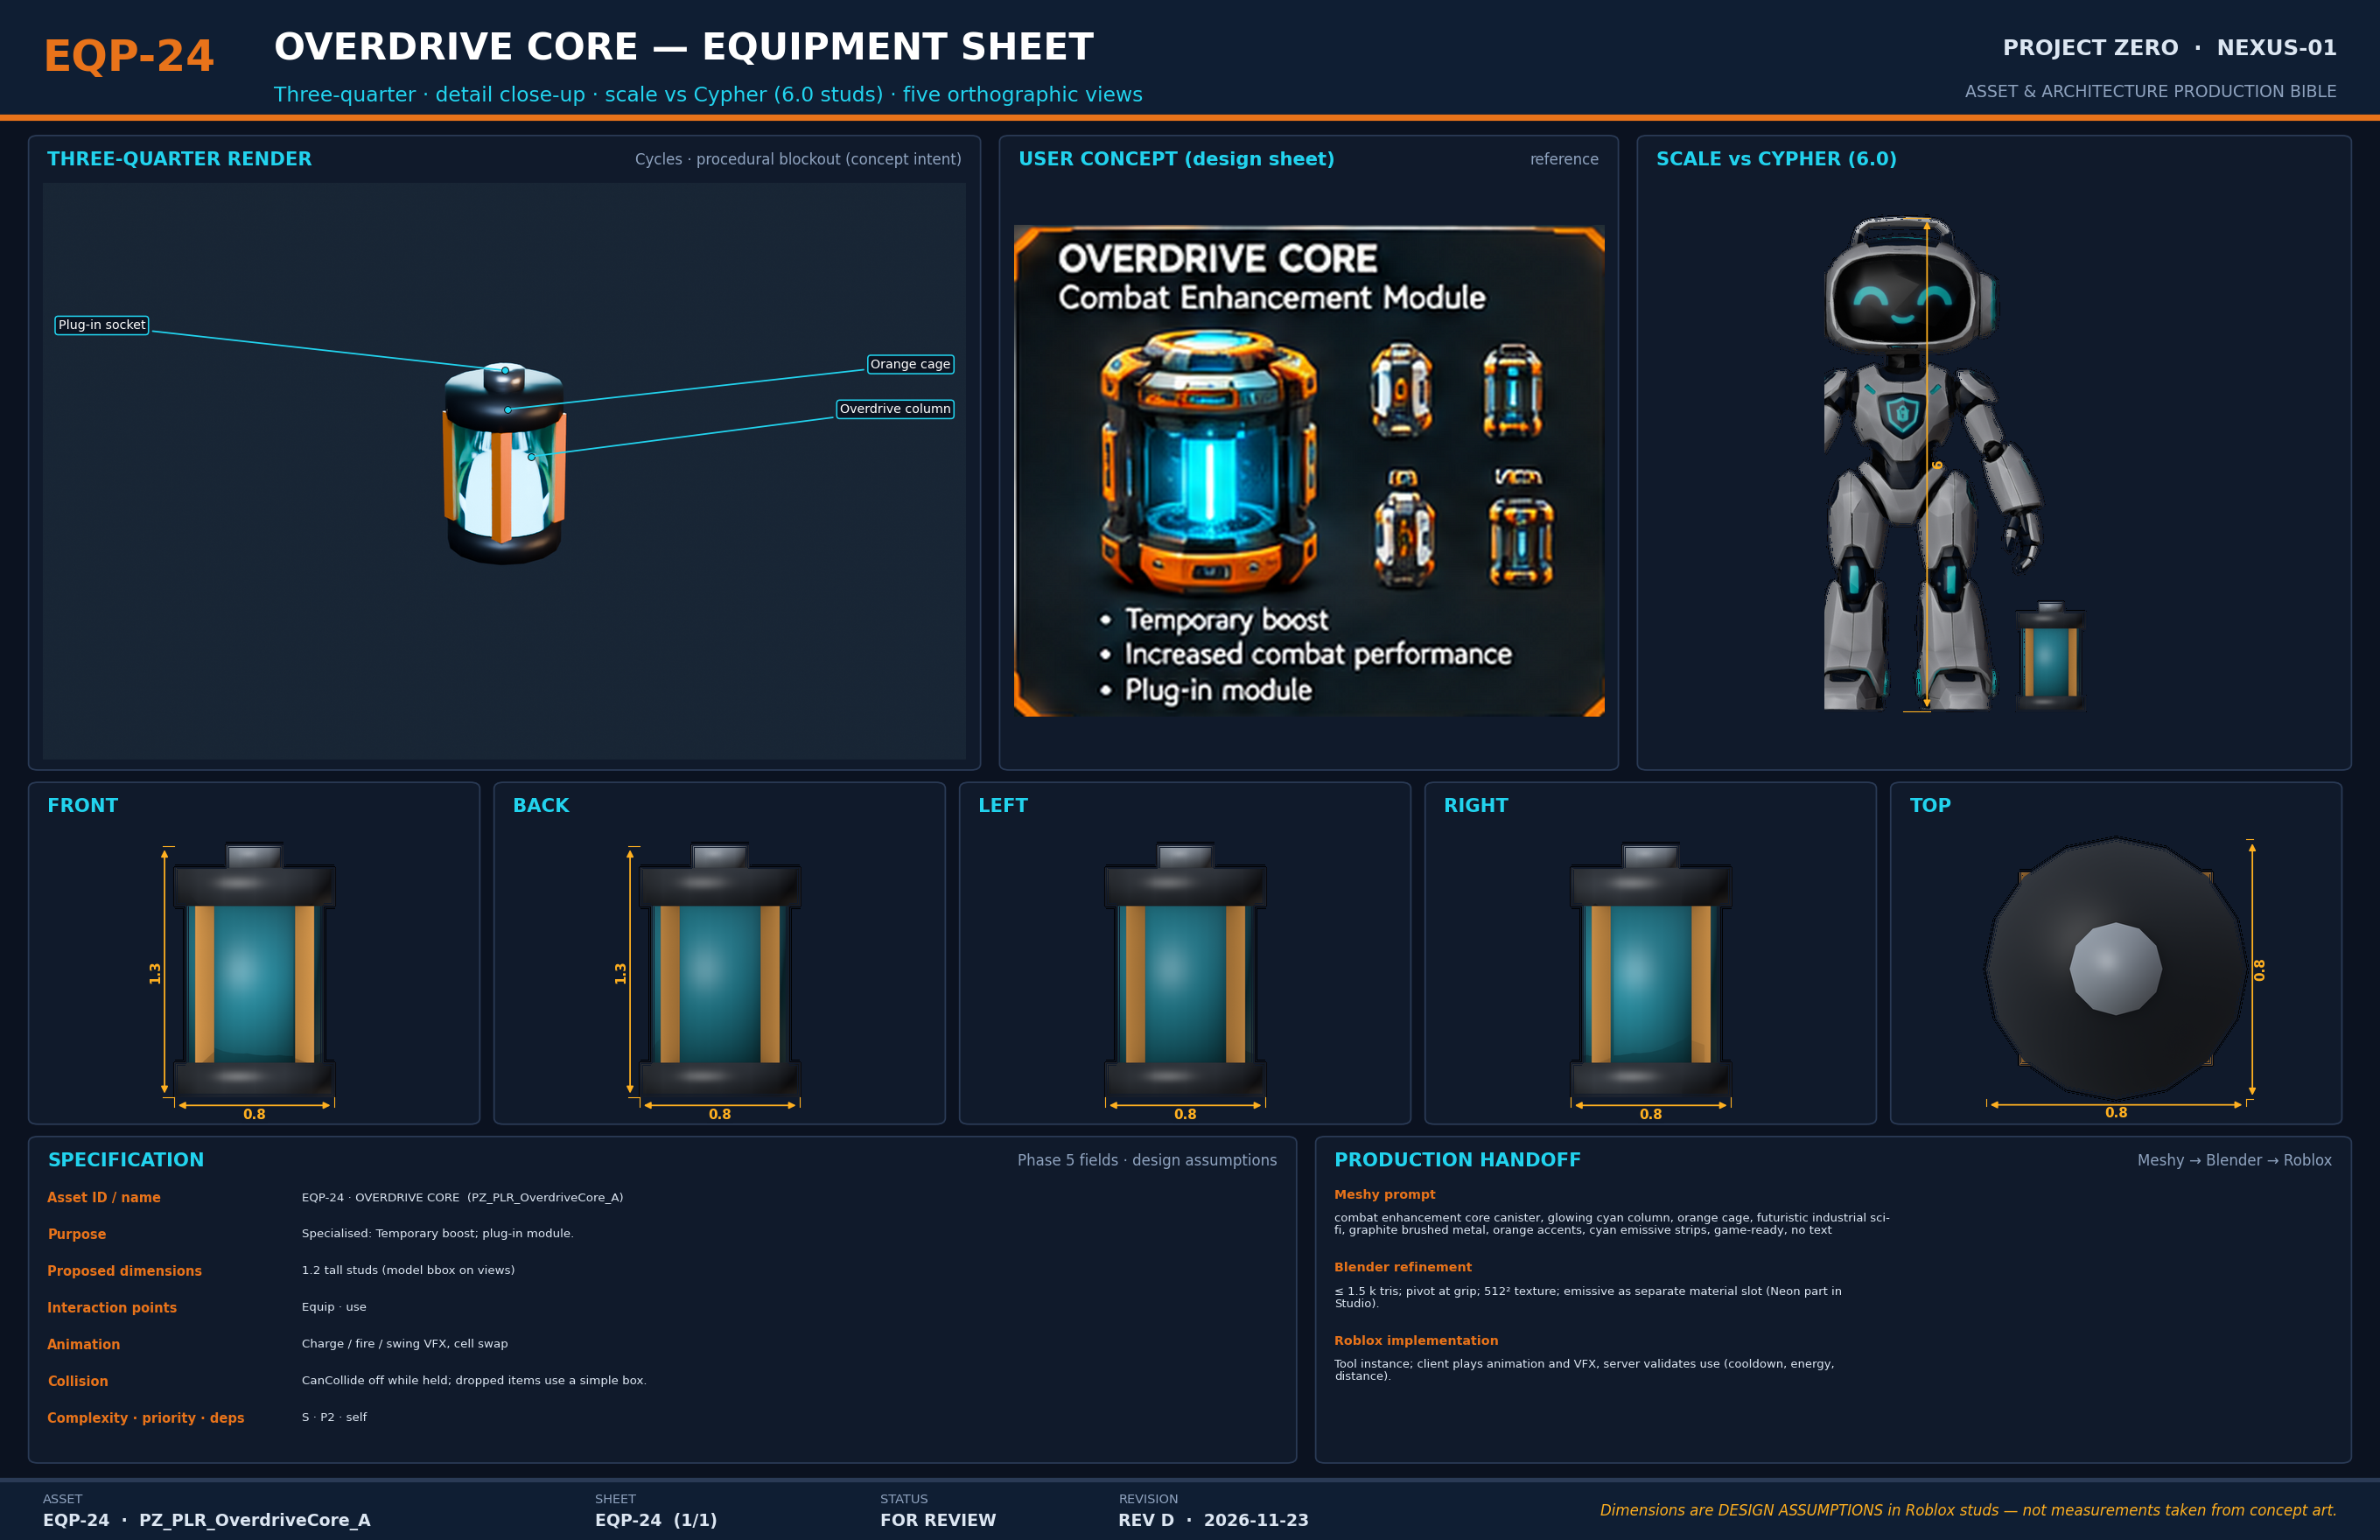 EQP-24
OVERDRIVE CORE — EQUIPMENT SHEET
Three-quarter · detail close-up · scale vs Cypher (6.0 studs) · five orthographic views
PROJECT ZERO · NEXUS-01
ASSET & ARCHITECTURE PRODUCTION BIBLE
THREE-QUARTER RENDER
Cycles · procedural blockout (concept intent)
Plug-in socket
Orange cage
Overdrive column
USER CONCEPT (design sheet)
reference
OVERDRIVE CORE
Combat Enhancement Module
• Temporary boost
• Increased combat performance
• Plug-in module
SCALE vs CYPHER (6.0)
6
FRONT
1.3
0.8
BACK
1.3
0.8
LEFT
0.8
RIGHT
0.8
TOP
0.8
0.8
SPECIFICATION
Phase 5 fields · design assumptions
Asset ID / name
EQP-24 · OVERDRIVE CORE (PZ_PLR_OverdriveCore_A)
Purpose
Specialised: Temporary boost; plug-in module.
Proposed dimensions
1.2 tall studs (model bbox on views)
Interaction points
Equip · use
Animation
Charge / fire / swing VFX, cell swap
Collision
CanCollide off while held; dropped items use a simple box.
Complexity · priority · deps
S · P2 · self
PRODUCTION HANDOFF
Meshy → Blender → Roblox
Meshy prompt
combat enhancement core canister, glowing cyan column, orange cage, futuristic industrial sci-
fi, graphite brushed metal, orange accents, cyan emissive strips, game-ready, no text
Blender refinement
≤ 1.5 k tris; pivot at grip; 512² texture; emissive as separate material slot (Neon part in
Studio).
Roblox implementation
Tool instance; client plays animation and VFX, server validates use (cooldown, energy,
distance).
ASSET
EQP-24 · PZ_PLR_OverdriveCore_A
SHEET
EQP-24 (1/1)
STATUS
FOR REVIEW
REVISION
REV D · 2026-11-23
Dimensions are DESIGN ASSUMPTIONS in Roblox studs — not measurements taken from concept art.